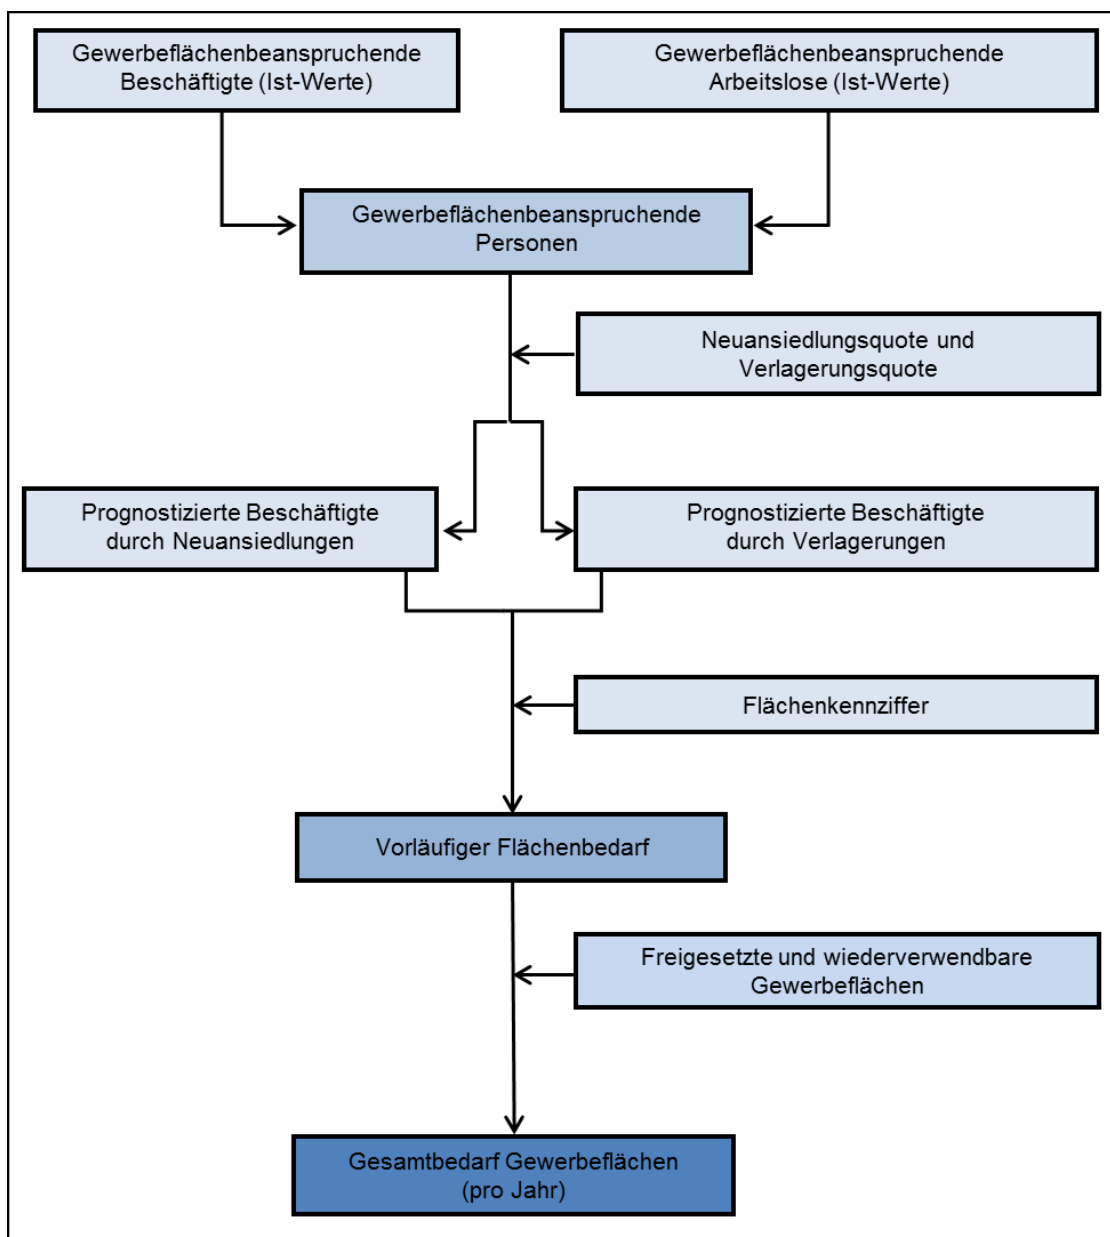 Gewerbeflächenbeanspruchende
Beschäftigte (Ist-Werte)
Gewerbeflächenbeanspruchende
Arbeitslose (Ist-Werte)
Gewerbeflächenbeanspruchende
Personen
Neuansiedlungsquote und
Verlagerungsquote
Prognostizierte Beschäftigte
durch Neuansiedlungen
Prognostizierte Beschäftigte
durch Verlagerungen
Flächenkennziffer
Vorläufiger Flächenbedarf
Freigesetzte und wiederverwendbare
Gewerbeflächen
Gesamtbedarf Gewerbeflächen
(pro Jahr)